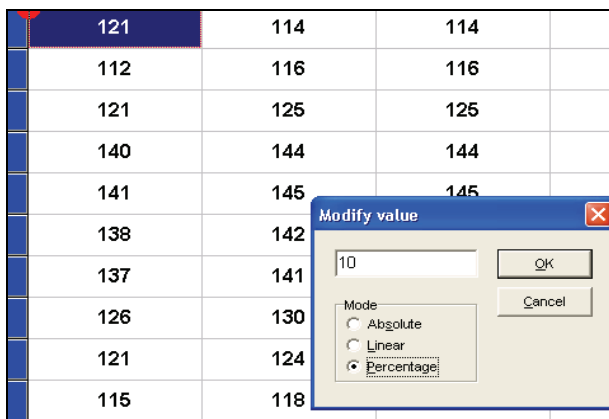 121 114 114
112 116 116
121 125 125
140 144 144
141 145 145
Modify value
138 142
10 OK
137 141
Mode Cancel
126 130
Absolute
Linear
121 124
Percentage
115 118